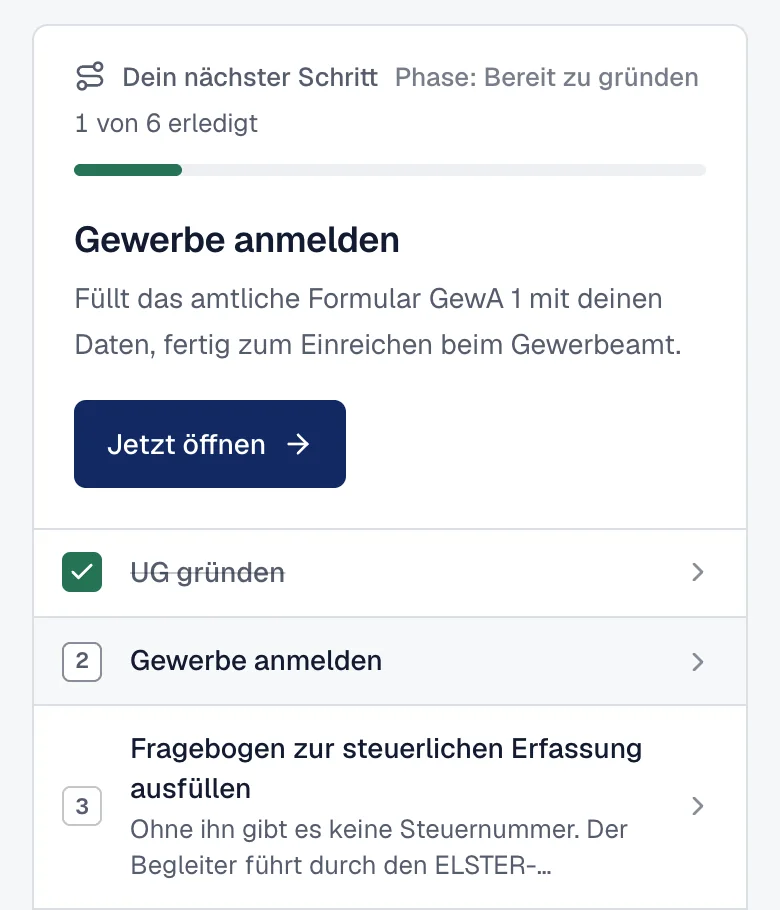 Dein nächster Schritt Phase: Bereit zu gründen
1 von 6 erledigt
Gewerbe anmelden
Füllt das amtliche Formular GewA 1 mit deinen
Daten, fertig zum Einreichen beim Gewerbeamt.
Jetzt öffnen
UG gründen
2 Gewerbe anmelden
Fragebogen zur steuerlichen Erfassung
ausfüllen
3
Ohne ihn gibt es keine Steuernummer. Der
Begleiter führt durch den ELSTER-...